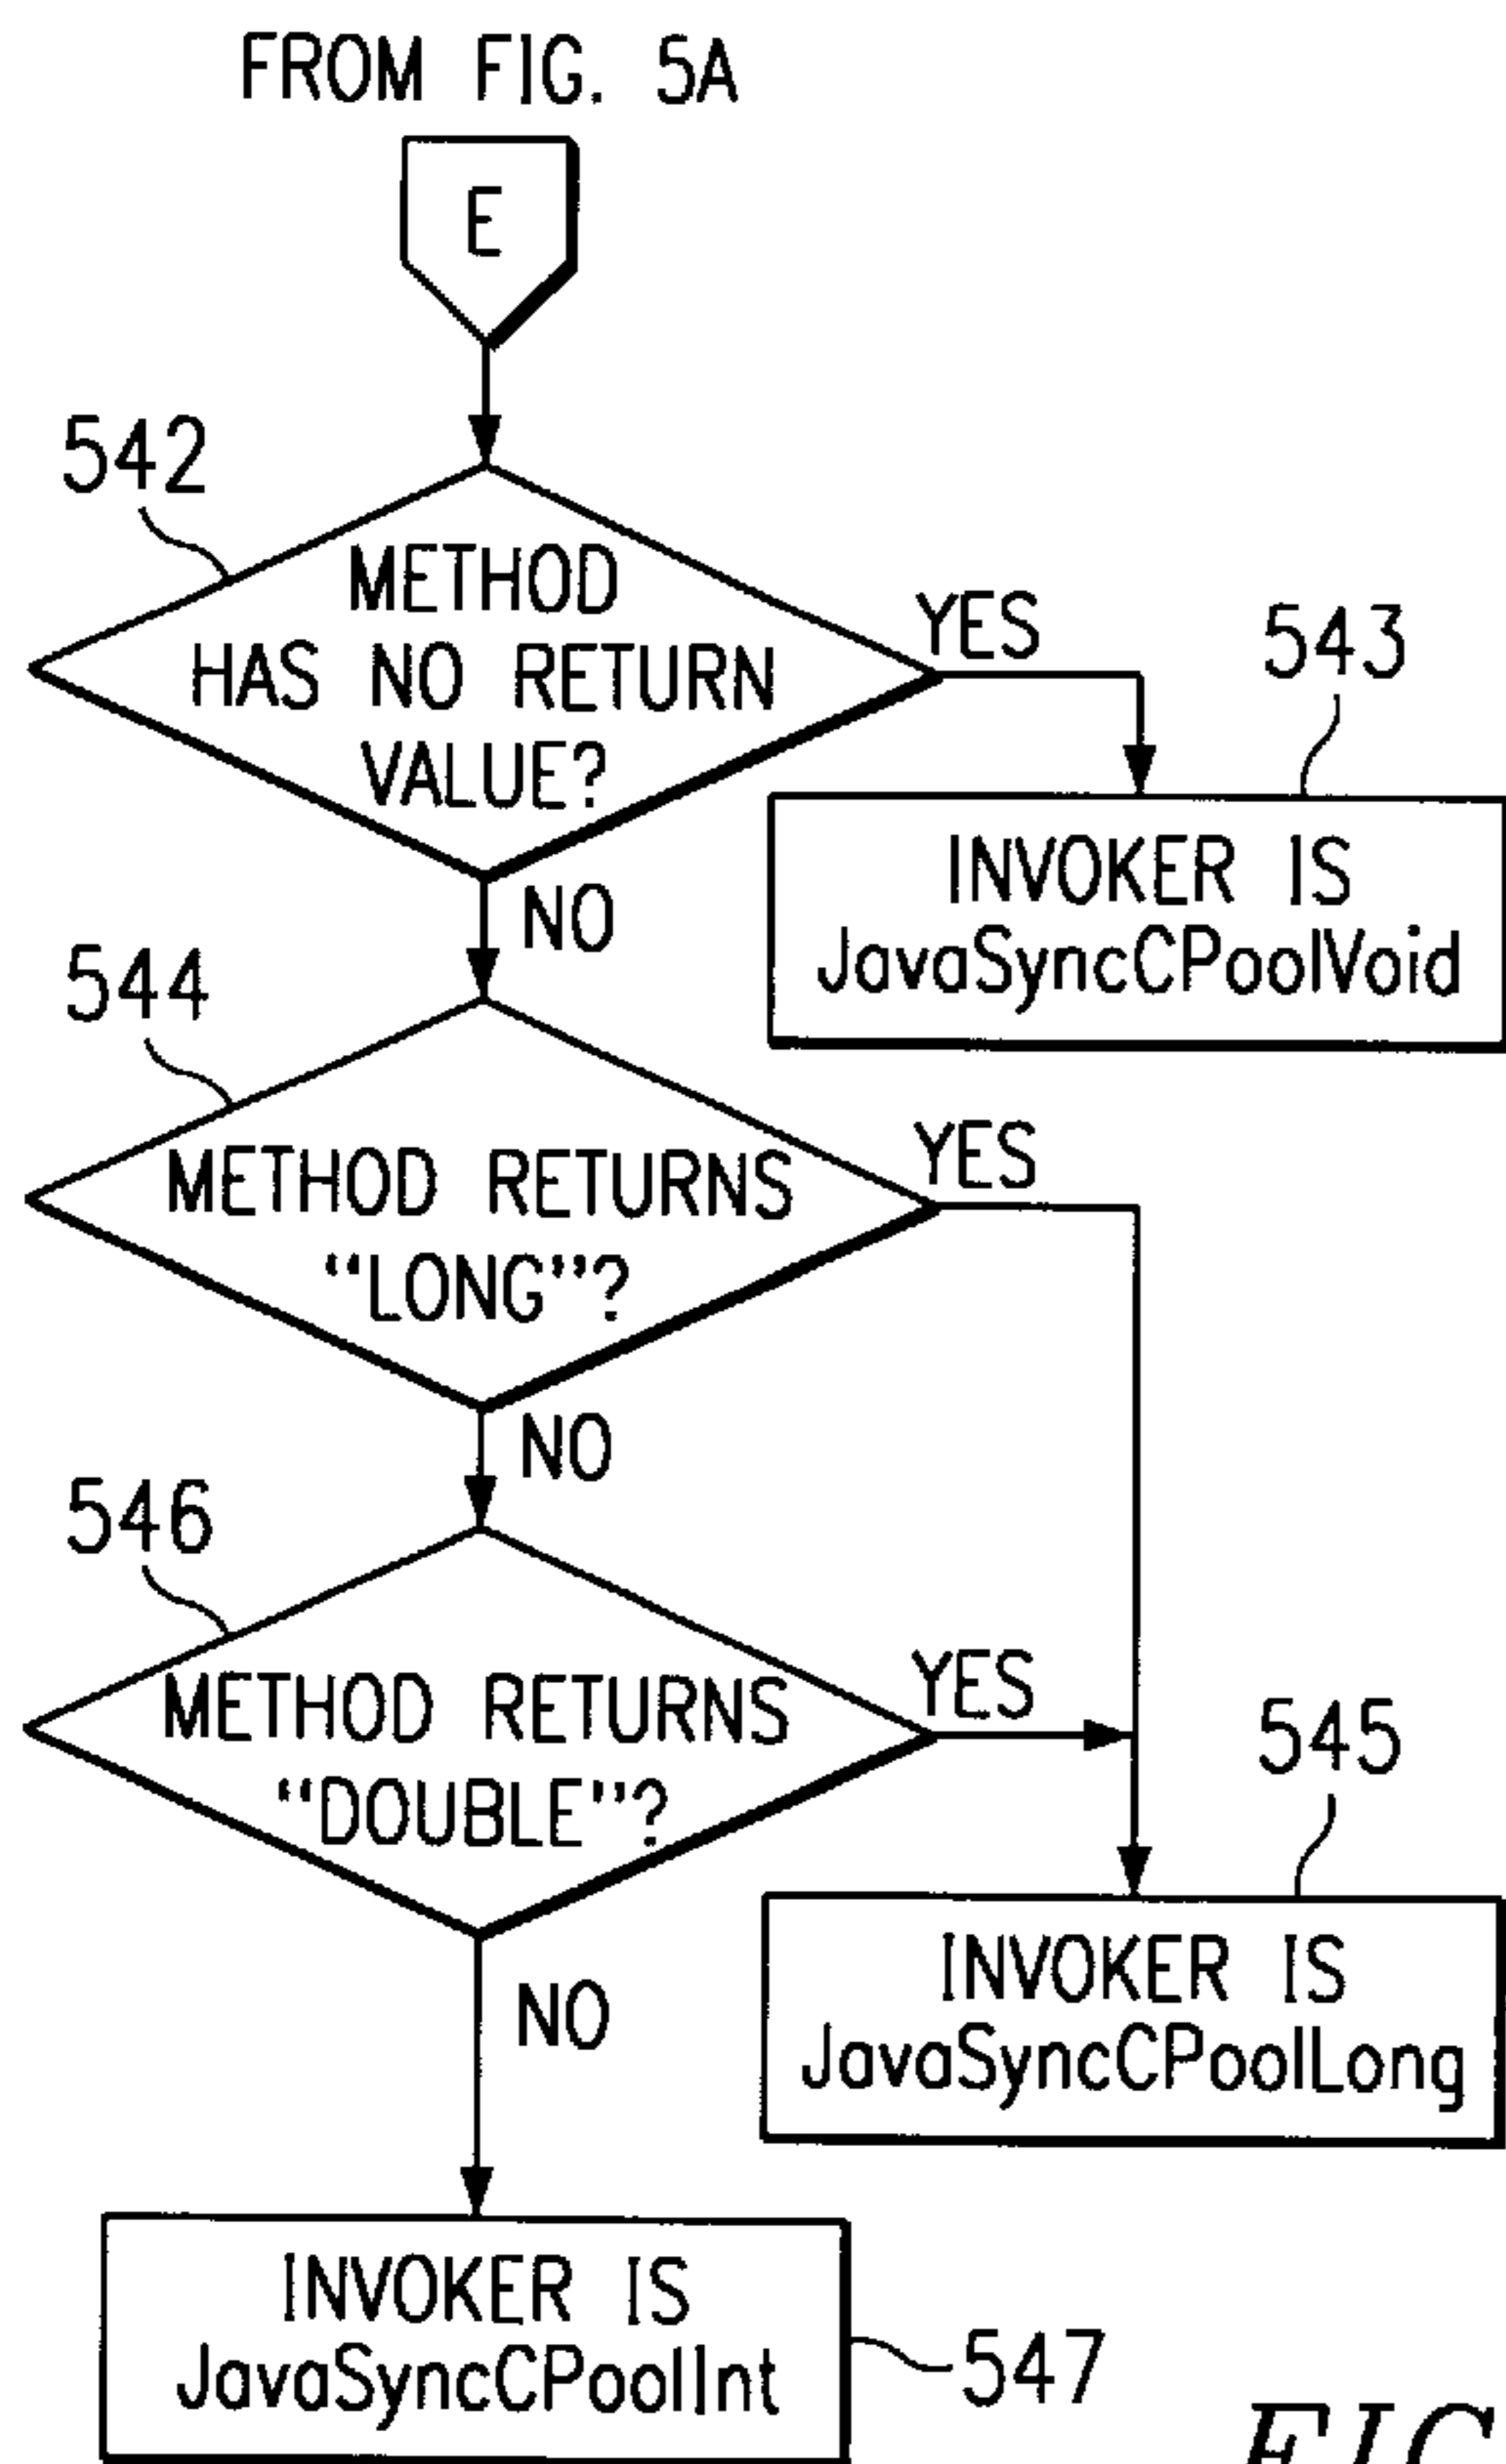 FROM FIG. 5A
E
542
METHOD
HAS NO RETURN
VALUE?
YES
543
INVOKER IS
JavaSyncCPoolVoid
NO
544
METHOD RETURNS
“LONG”?
YES
NO
546
METHOD RETURNS
“DOUBLE”?
YES
545
INVOKER IS
JavaSyncCPoolLong
NO
INVOKER IS
JavaSyncCPoolInt
547
FIG